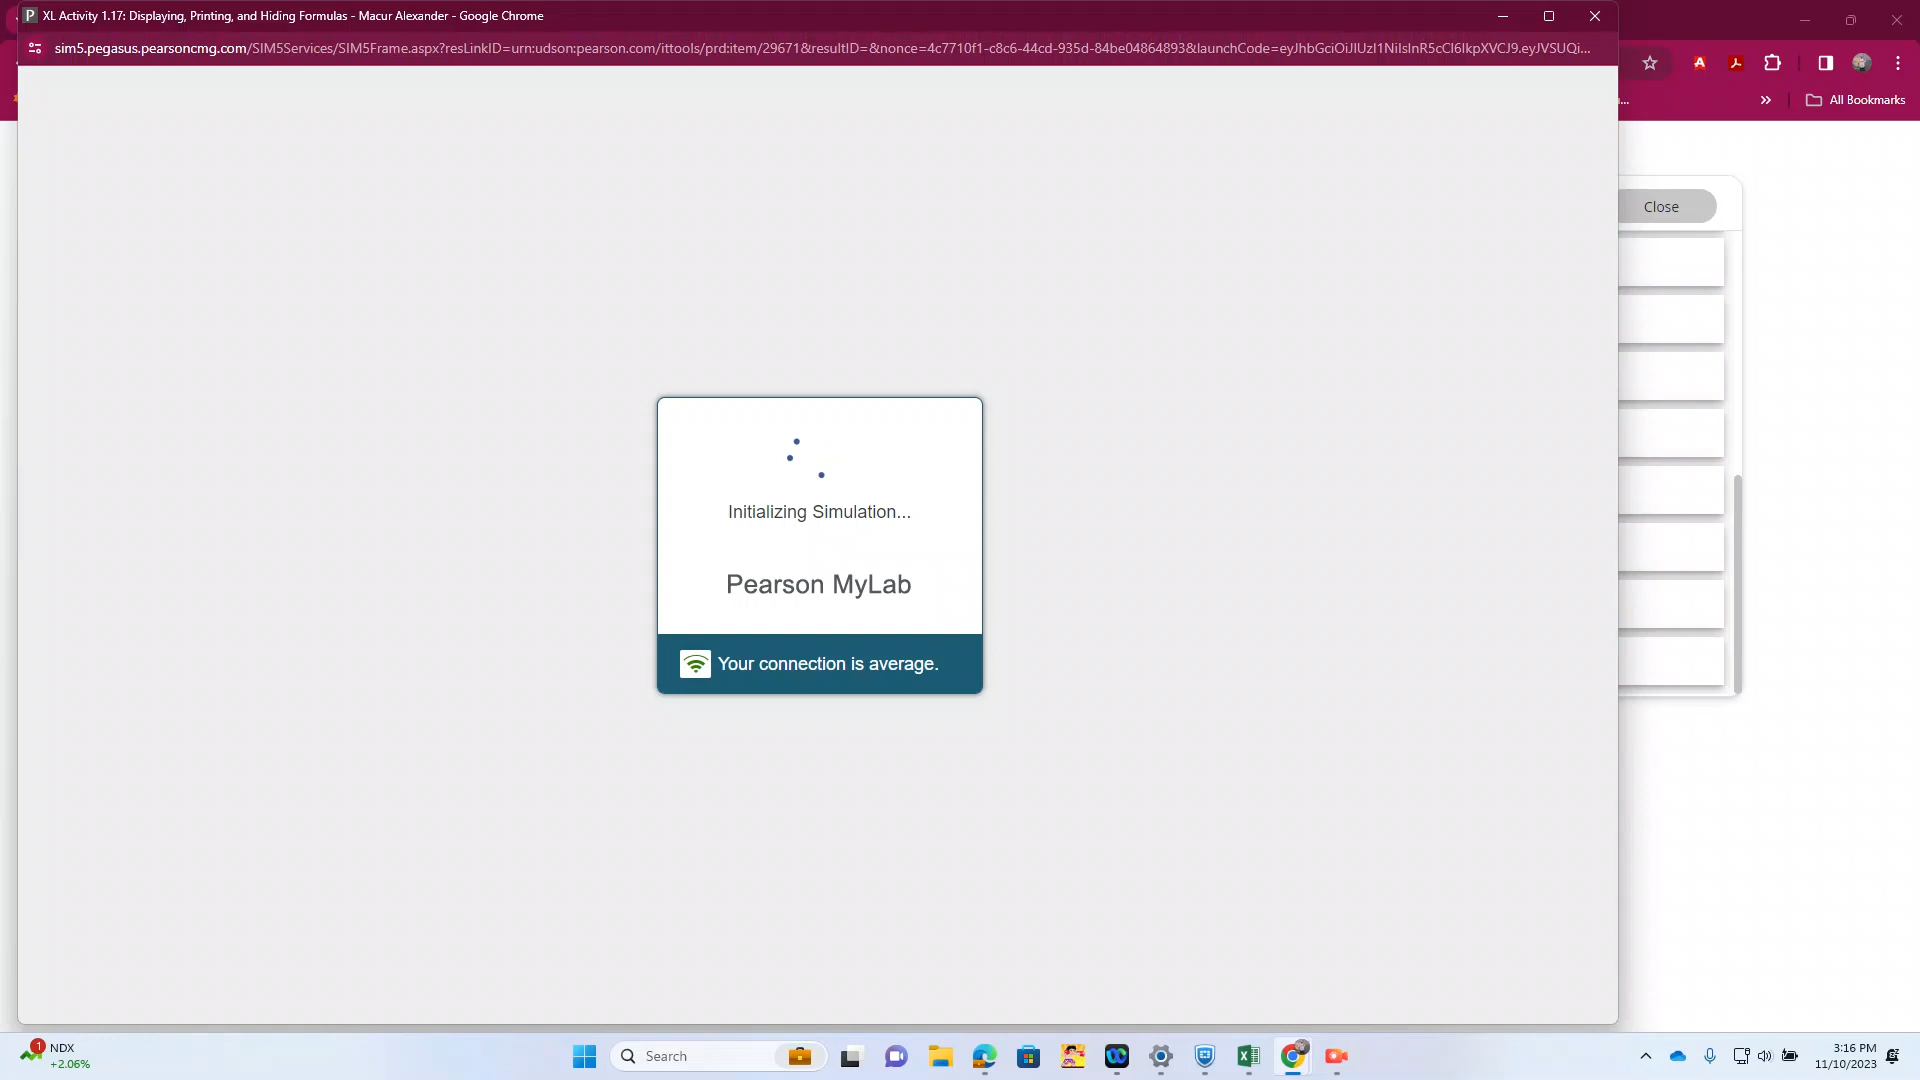 XL Activity 1.17: Displaying, Printing, and Hiding Formulas - Macur Alexander - Google Chrome
sim5.pegasus.pearsoncmg.com/SIM5Services/SIM5Frame.aspx?resLinkID=urn:udson:pearson.com/ittools/prd:item/29671&resultID=&nonce=4c7710f1-c8c6-44cd-935d-84be04864893&launchCode=eyJhbGciOiJIUzI1NiIsInR5cCI6IkpXVCJ9.eyJVSUQi...
All Bookmarks
Close
Initializing Simulation...
Pearson MyLab
Your connection is average.
1
NDX
+2.06%
Search
3:16 PM
11/10/2023